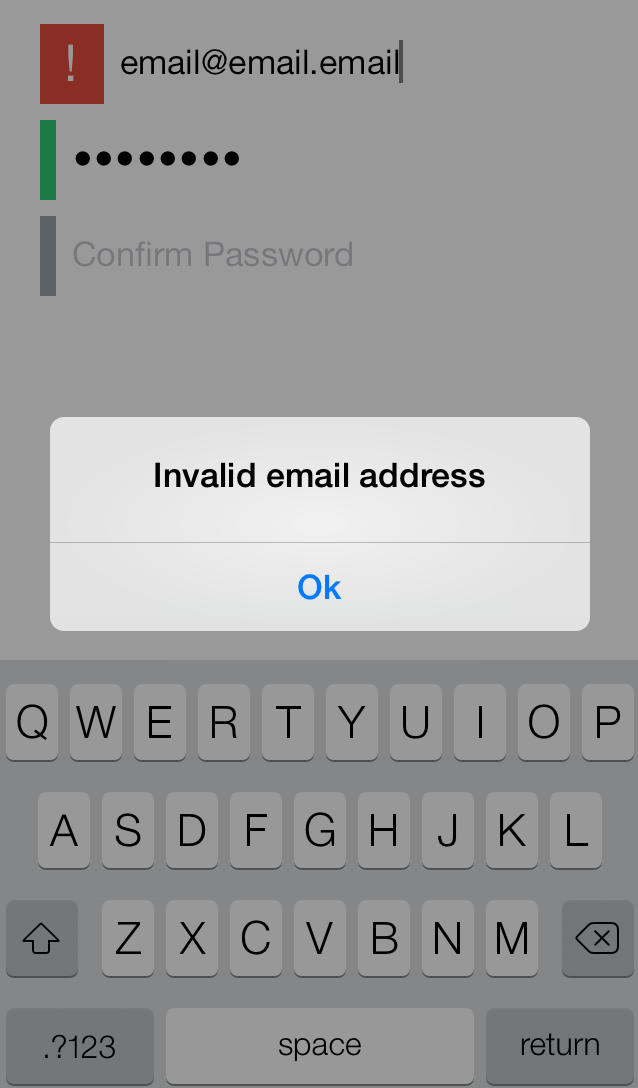 ! email@email.email
••••••••
Confirm Password
Invalid email address
Ok
Q W E R T Y U I O P
A S D F G H J K L
Z X C V B N M
.?123 space return